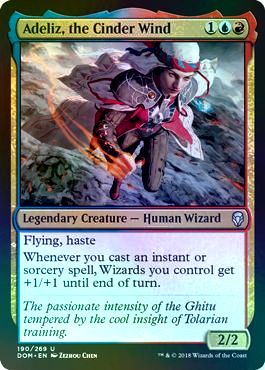 Adeliz, the Cinder Wind 1
Legendary Creature — Human Wizard
Flying, haste
Whenever you cast an instant or
sorcery spell, Wizards you control get
+1/+1 until end of turn.
The passionate intensity of the Ghitu
tempered by the cool insight of Tolarian
training.
2/2
190/269 U
DOM • EN ZEZHOU CHEN
™ & © 2018 Wizards of the Coast